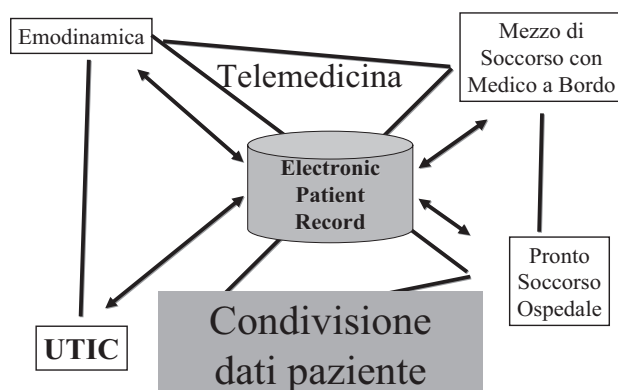 Emodinamica
Mezzo di
Soccorso con
Medico a Bordo
Telemedicina
Electronic
Patient
Record
Pronto
Soccorso
Ospedale
UTIC
Condivisione
dati paziente